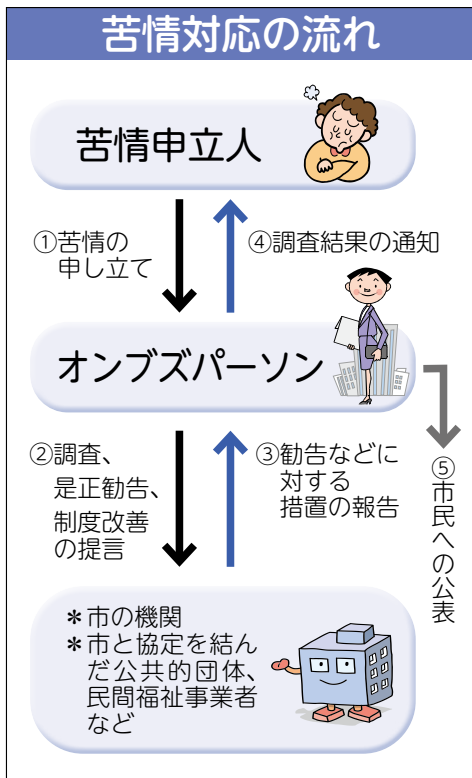 苦情対応の流れ
苦情申立人
①苦情の
申し立て
④調査結果の通知
オンブズパーソン
②調査、
是正勧告、
制度改善
の提言
③勧告などに
対する
措置の報告
⑤市民への公表
＊市の機関
＊市と協定を結ん
だ公共的団体、
民間福祉事業者
など